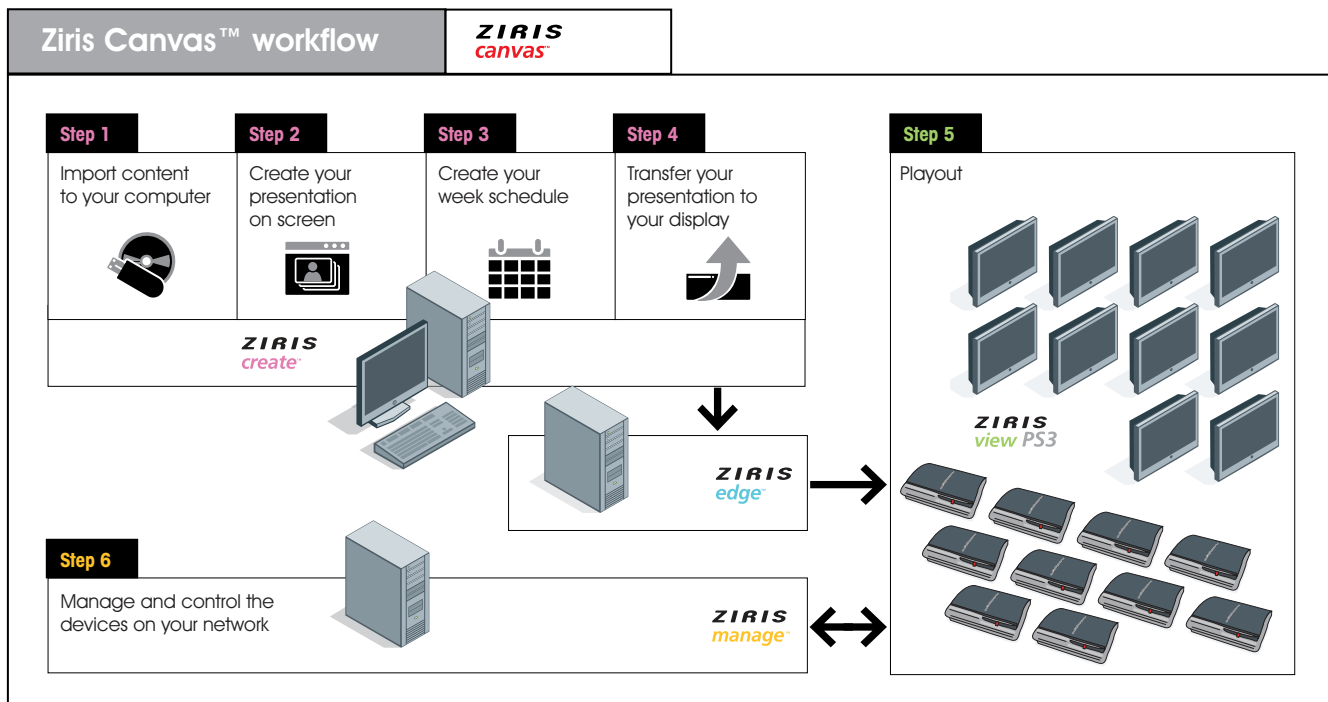 Ziris Canvas™ workflow
ZIRIS
canvas™
Step 1
Import content
to your computer
Step 2
Create your
presentation
on screen
Step 3
Create your
week schedule
Step 4
Transfer your
presentation to
your display
ZIRIS
create™
ZIRIS
edge™
Step 5
Playout
ZIRIS
view PS3
Step 6
Manage and control the
devices on your network
ZIRIS
manage™